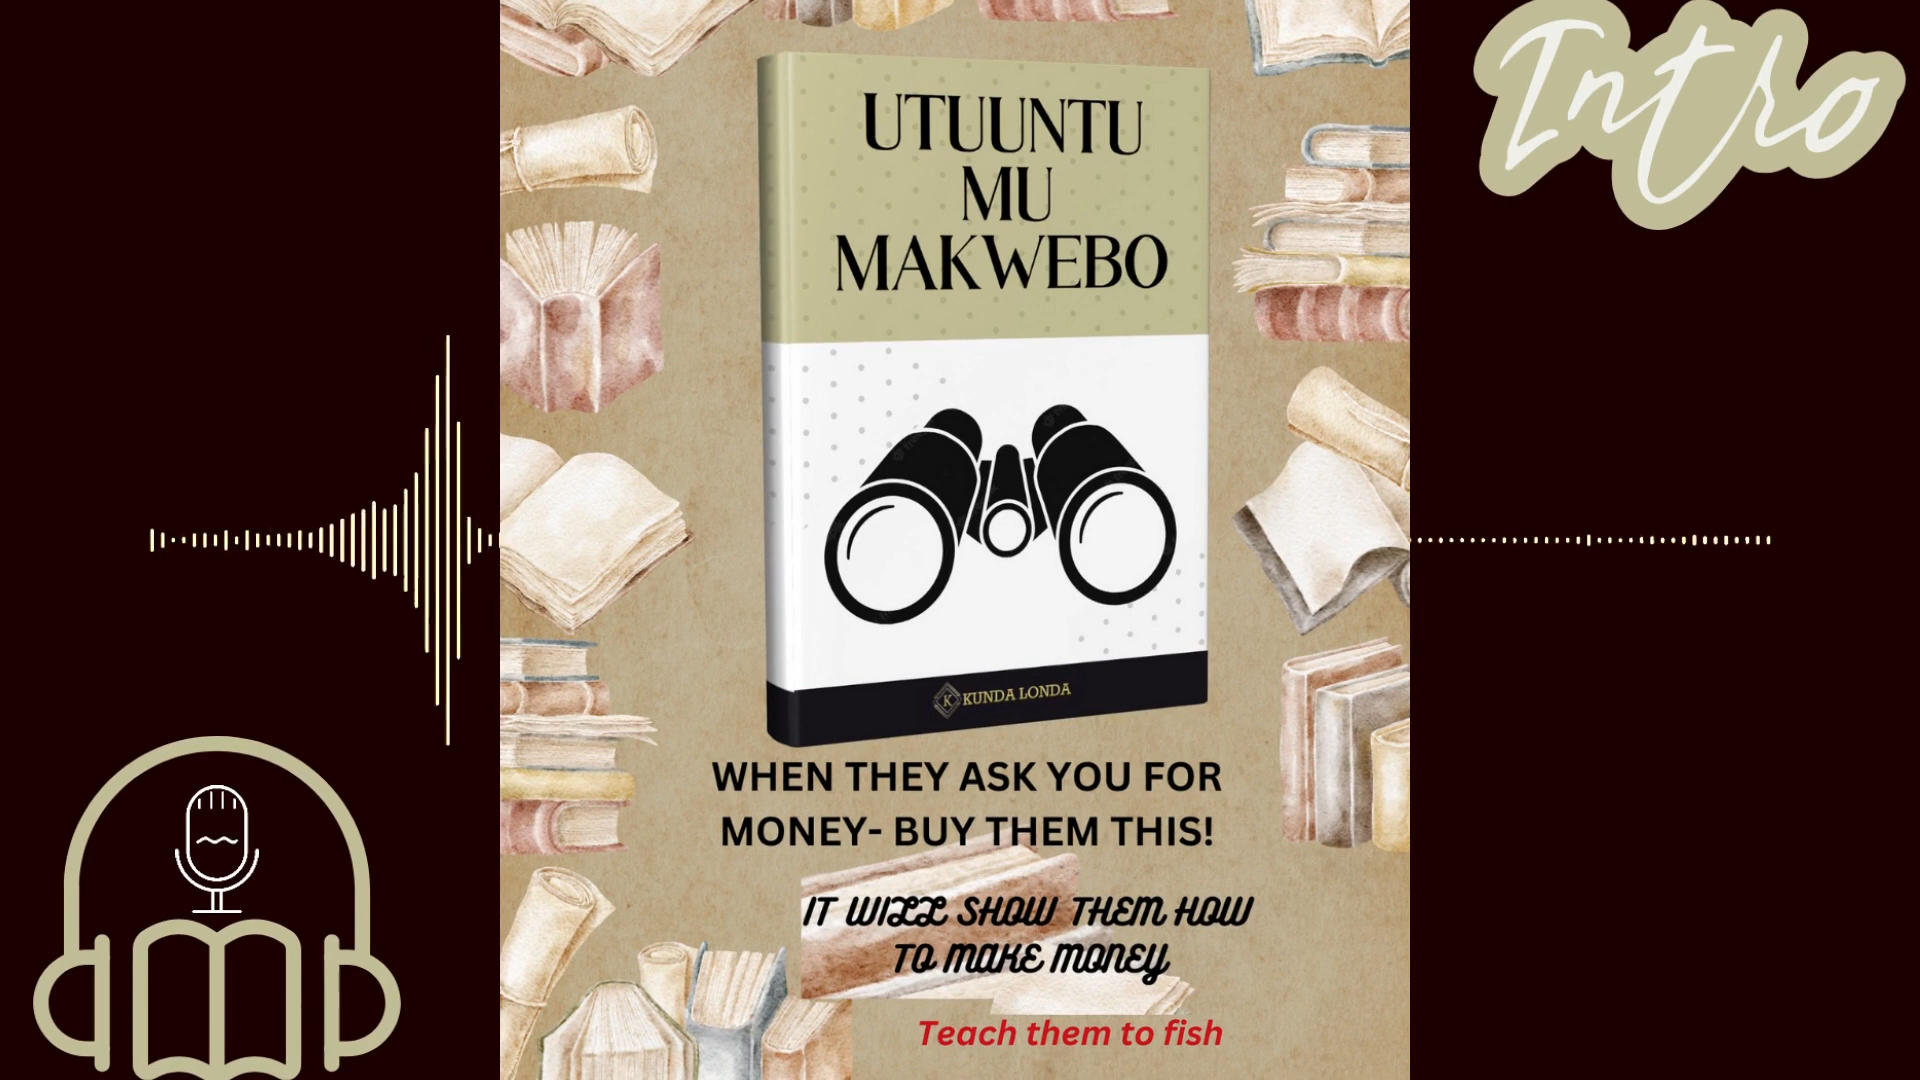 Intro
UTUUNTU
MU
MAKWEBO
K KUNDA LONDA
WHEN THEY ASK YOU FOR
MONEY- BUY THEM THIS!
IT WILL SHOW THEM HOW
TO MAKE MONEY
Teach them to fish